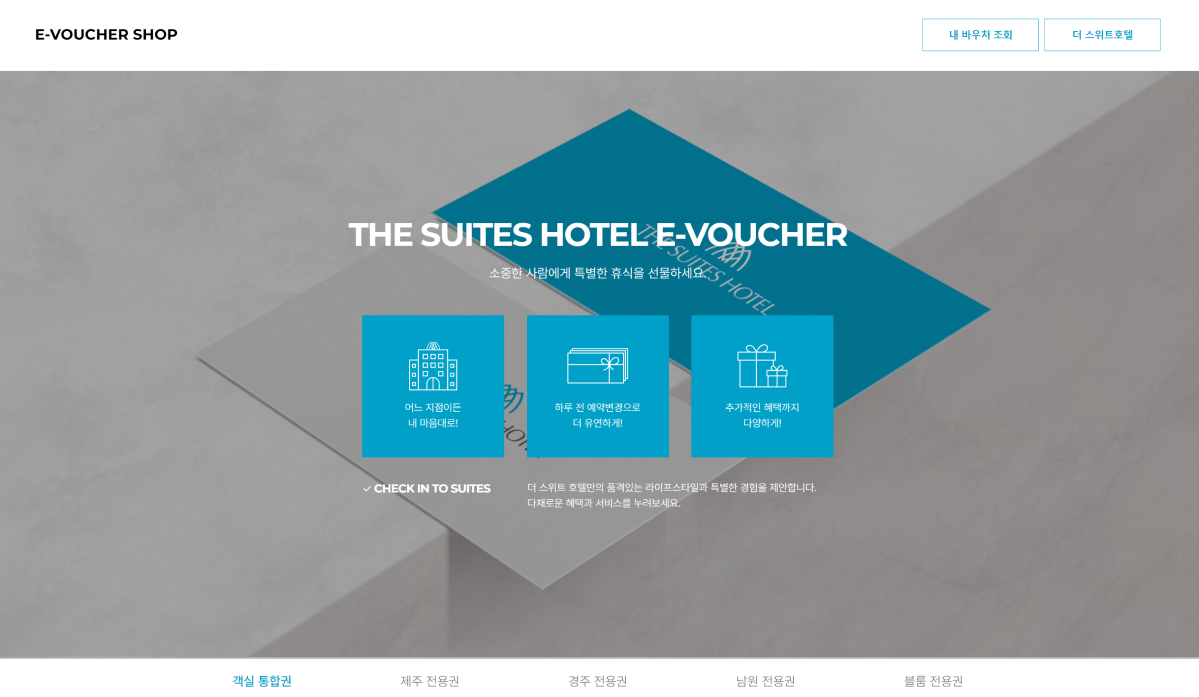 E-VOUCHER SHOP
내 바우처 조회
더 스위트호텔
THE SUITES HOTEL
THE SUITES HOTEL E-VOUCHER
소중한 사람에게 특별한 휴식을 선물하세요.
어느 지점이든
내 마음대로!
하루 전 예약변경으로
더 유연하게!
추가적인 혜택까지
다양하게!
CHECK IN TO SUITES
더 스위트 호텔만의 품격있는 라이프스타일과 특별한 경험을 제안합니다.
다채로운 혜택과 서비스를 누려보세요.
객실 통합권
제주 전용권
경주 전용권
남원 전용권
블룸 전용권